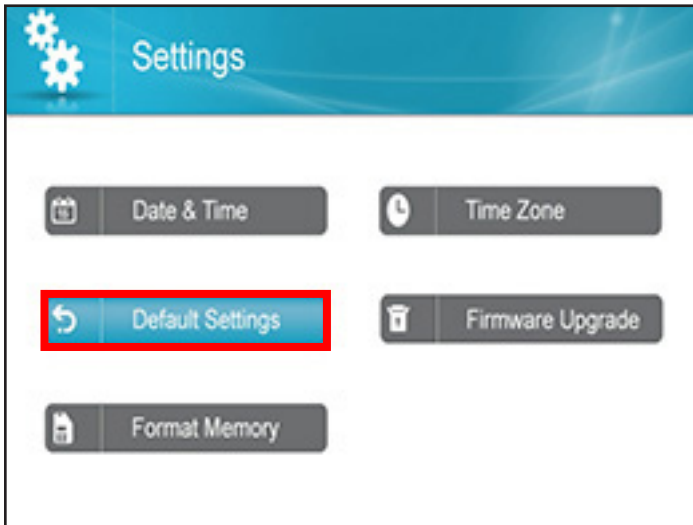 Settings
Date & Time
Time Zone
Default Settings
Firmware Upgrade
Format Memory